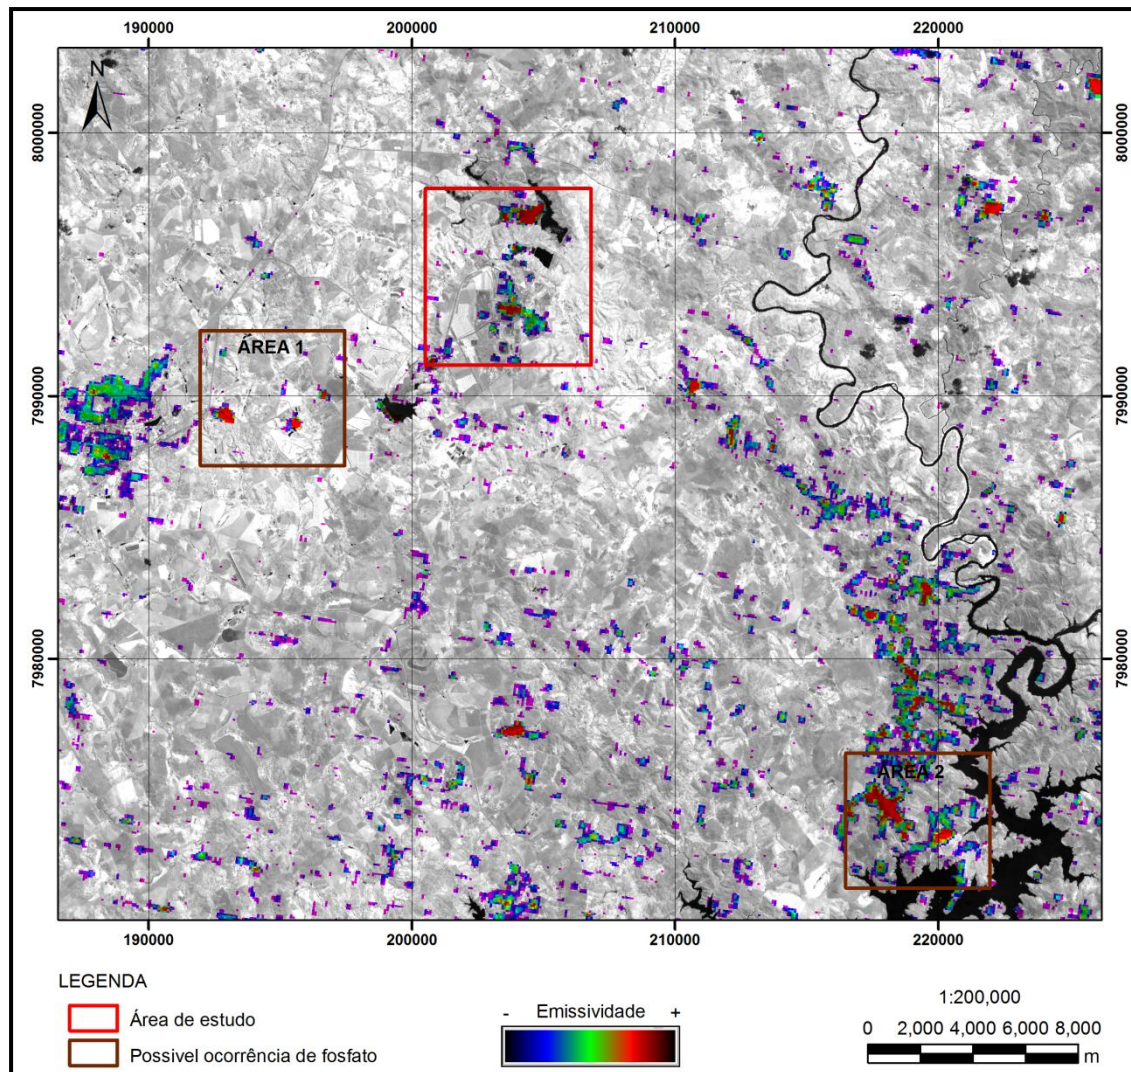 190000 200000 210000 220000
N
8000000 8000000
ÁREA 1
7990000 7990000
7980000 7980000
ÁREA 2
190000 200000 210000 220000
LEGENDA
Área de estudo
Possivel ocorrência de fosfato
- Emissividade +
1:200,000
0 2,000 4,000 6,000 8,000
m